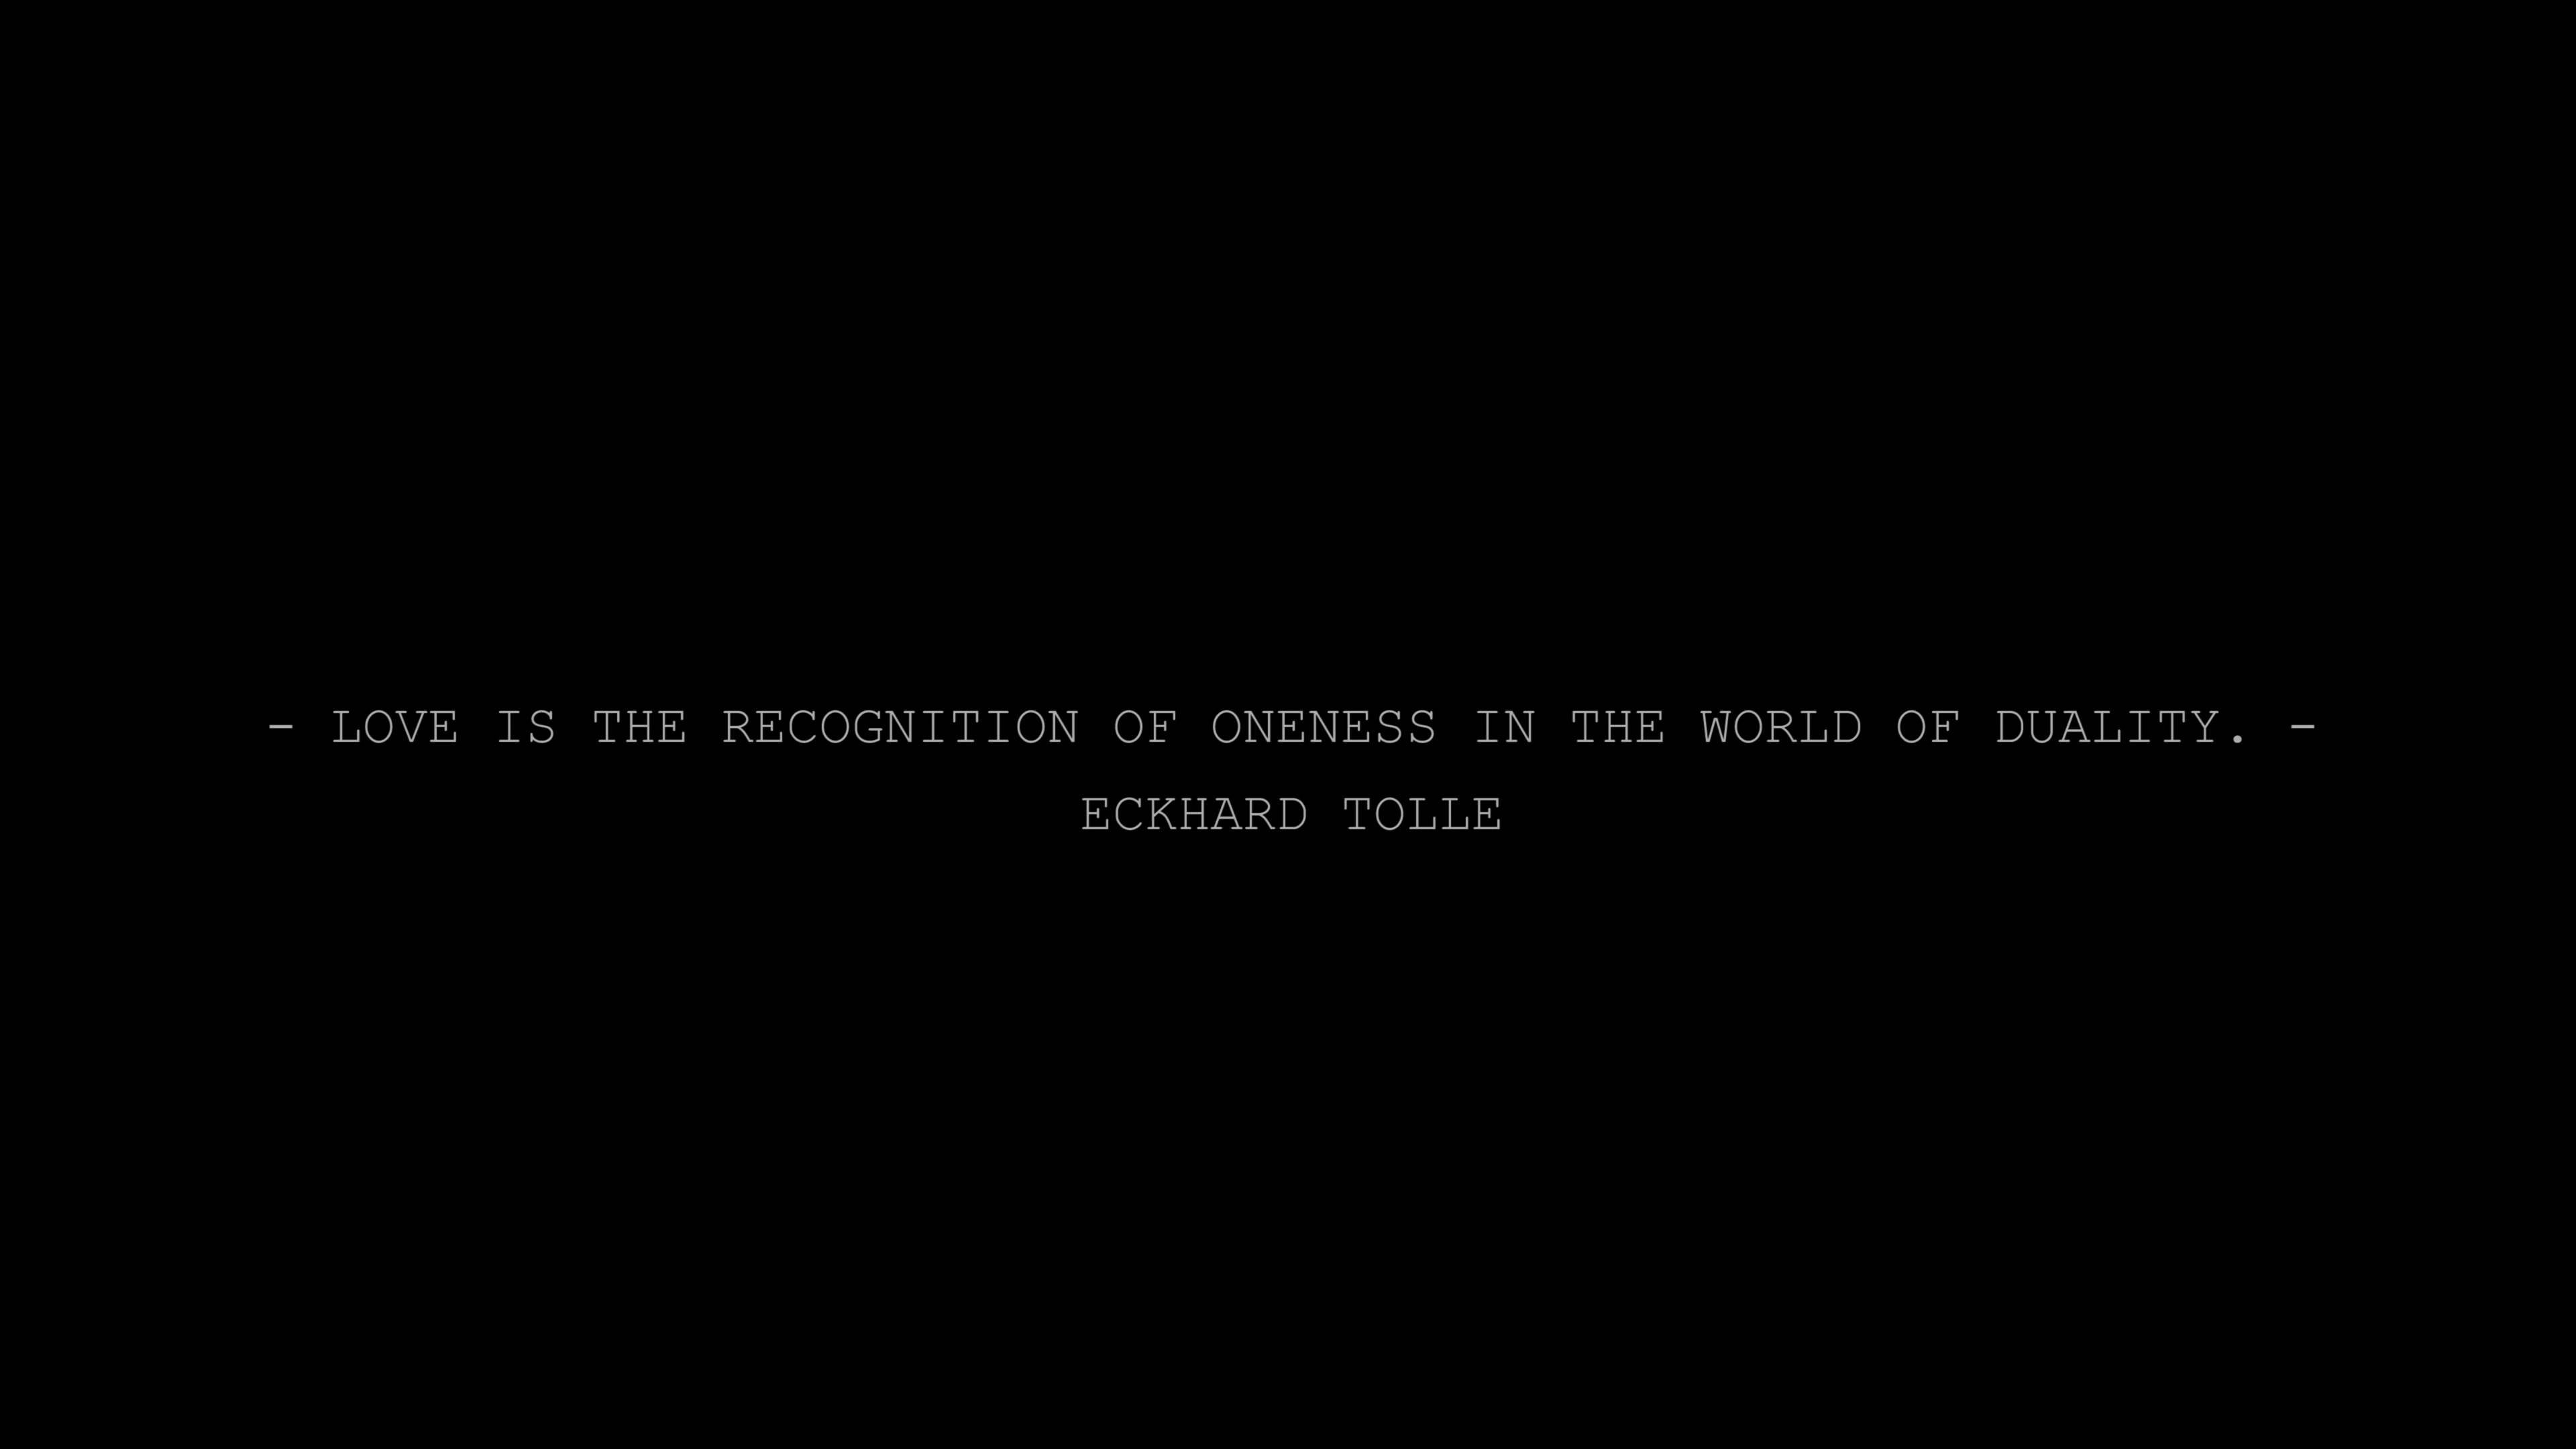 - LOVE IS THE RECOGNITION OF ONENESS IN THE WORLD OF DUALITY. -
ECKHARD TOLLE